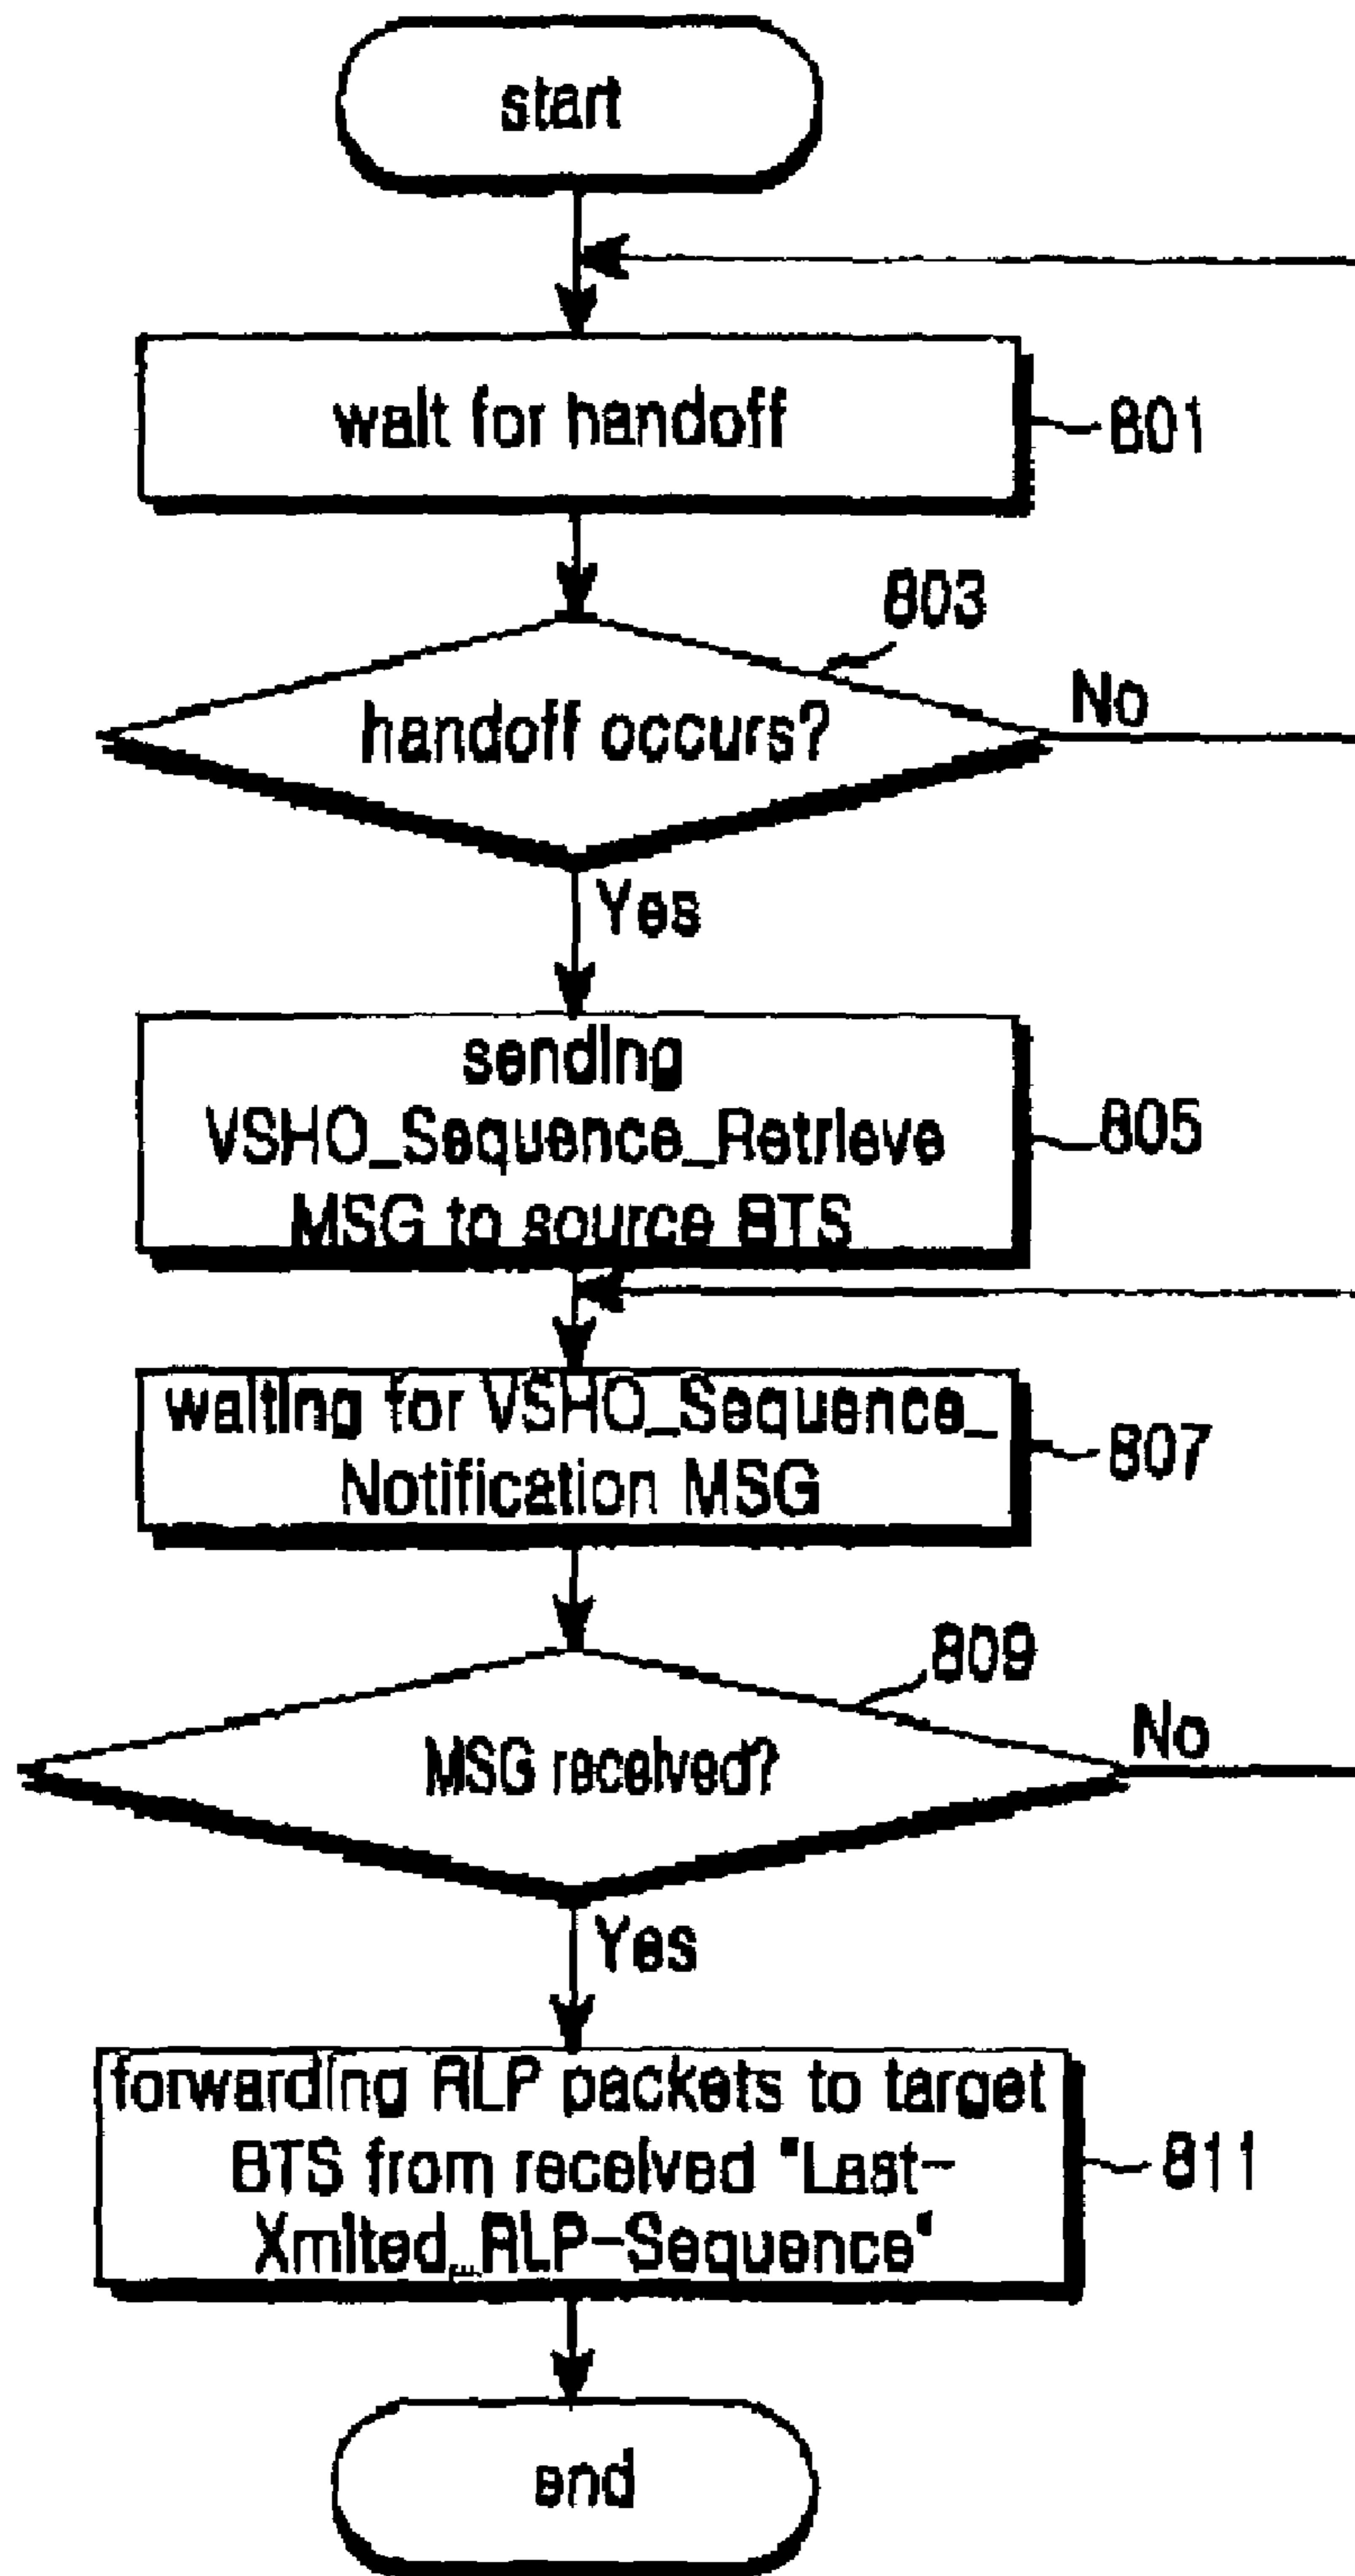 start
wait for handoff
801
803
handoff occurs?
No
Yes
sending
VSHO_Sequence_Retrieve
MSG to source BTS
805
waiting for VSHO_Sequence_
Notification MSG
807
809
MSG received?
No
Yes
forwarding RLP packets to target
BTS from received "Last-
Xmited_RLP-Sequence"
811
end